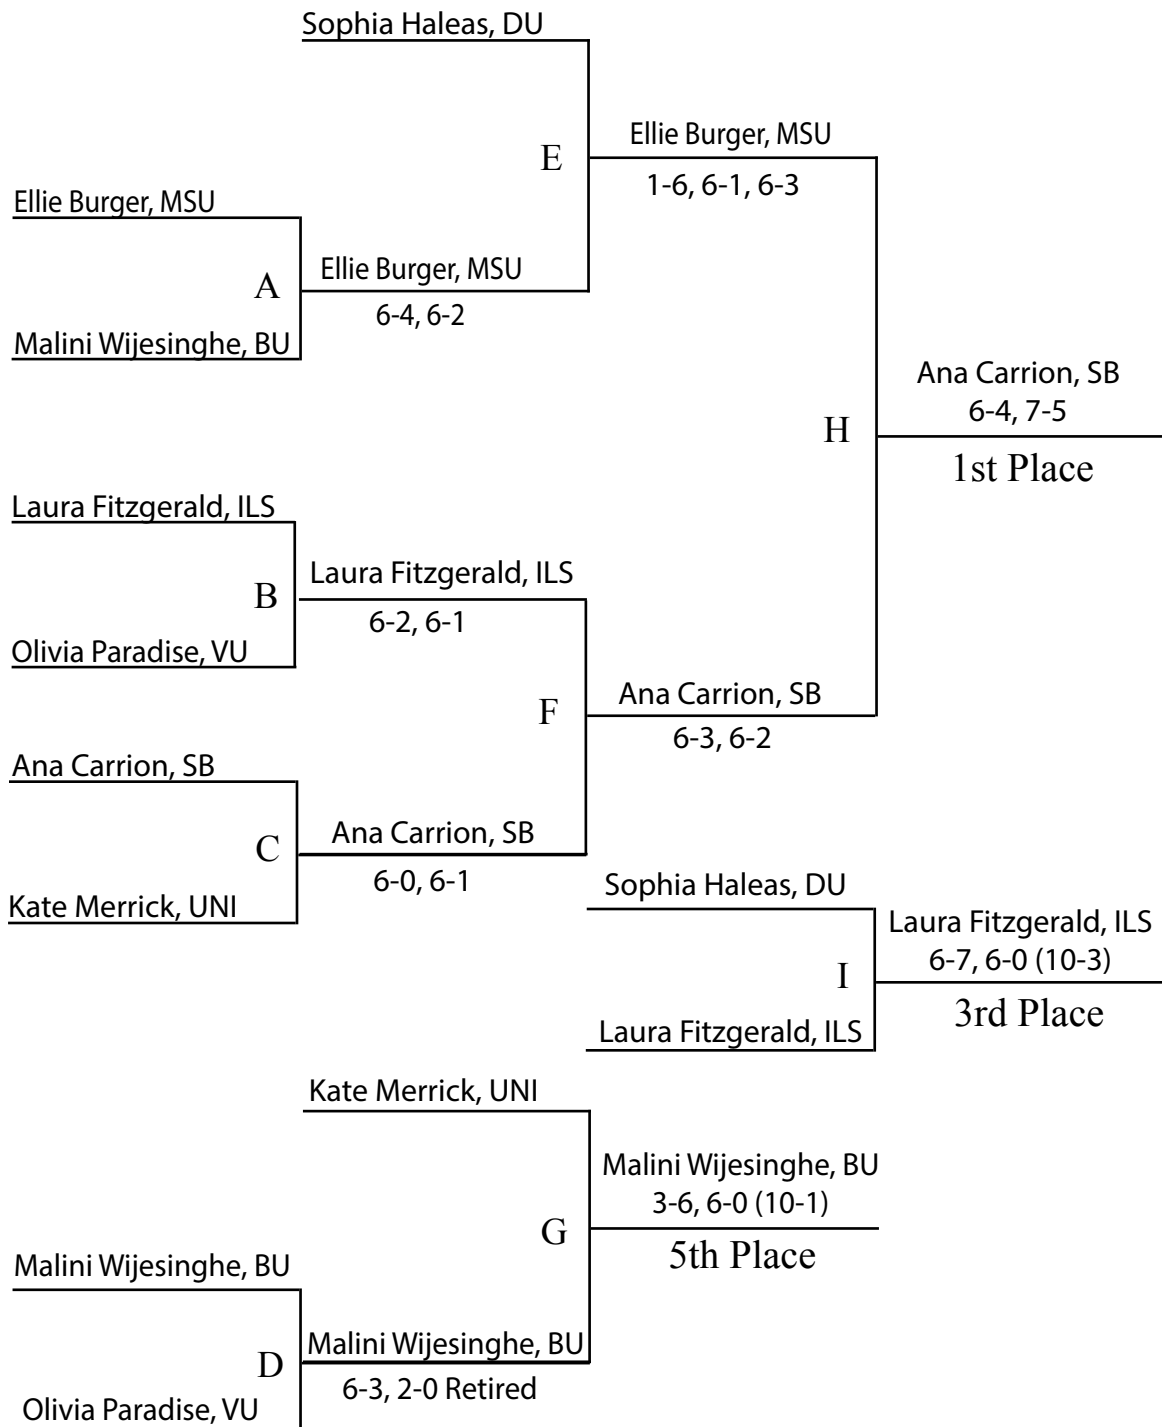 Sophia Haleas, DU
E
Ellie Burger, MSU
1-6, 6-1, 6-3
Ellie Burger, MSU
A
Ellie Burger, MSU
6-4, 6-2
Malini Wijesinghe, BU
Ana Carrion, SB
6-4, 7-5
H
1st Place
Laura Fitzgerald, ILS
B
Laura Fitzgerald, ILS
6-2, 6-1
Olivia Paradise, VU
F
Ana Carrion, SB
6-3, 6-2
Ana Carrion, SB
C
Ana Carrion, SB
6-0, 6-1
Kate Merrick, UNI
Sophia Haleas, DU
I
Laura Fitzgerald, ILS
6-7, 6-0 (10-3)
3rd Place
Laura Fitzgerald, ILS
Kate Merrick, UNI
G
Malini Wijesinghe, BU
3-6, 6-0 (10-1)
5th Place
Malini Wijesinghe, BU
D
Malini Wijesinghe, BU
6-3, 2-0 Retired
Olivia Paradise, VU